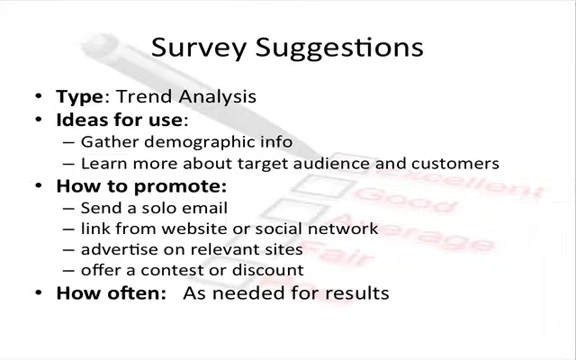 Survey Suggestions
• Type: Trend Analysis
• Ideas for use:
– Gather demographic info
– Learn more about target audience and customers
• How to promote:
– Send a solo email
– link from website or social network
– advertise on relevant sites
– offer a contest or discount
• How often: As needed for results
Excellent
Good
Average
Fair